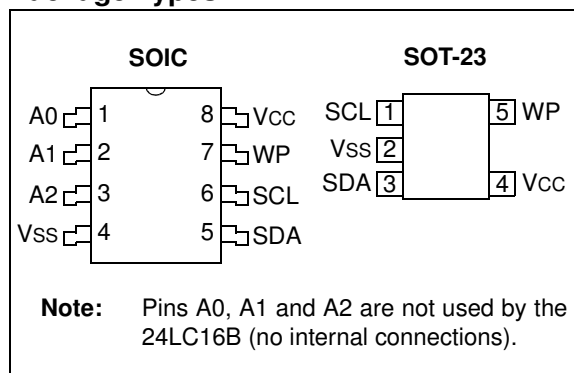 SOIC
A0 1 8 VCC
A1 2 7 WP
A2 3 6 SCL
VSS 4 5 SDA
SOT-23
SCL 1 5 WP
VSS 2
SDA 3 4 VCC
Note: Pins A0, A1 and A2 are not used by the
24LC16B (no internal connections).